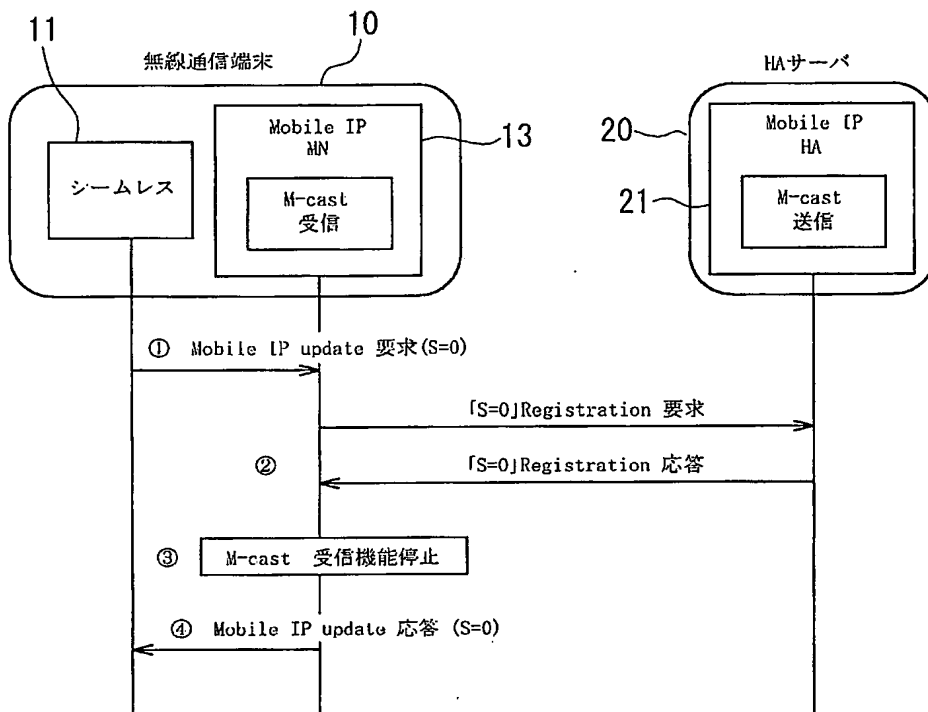 11
10
無線通信端末
HAサーバ
シームレス
Mobile IP
MN
M-cast
受信
13
20
21
Mobile IP
HA
M-cast
送信
① Mobile IP update 要求(S=0)
「S=0」Registration 要求
② 「S=0」Registration 応答
③ M-cast 受信機能停止
④ Mobile IP update 応答 (S=0)